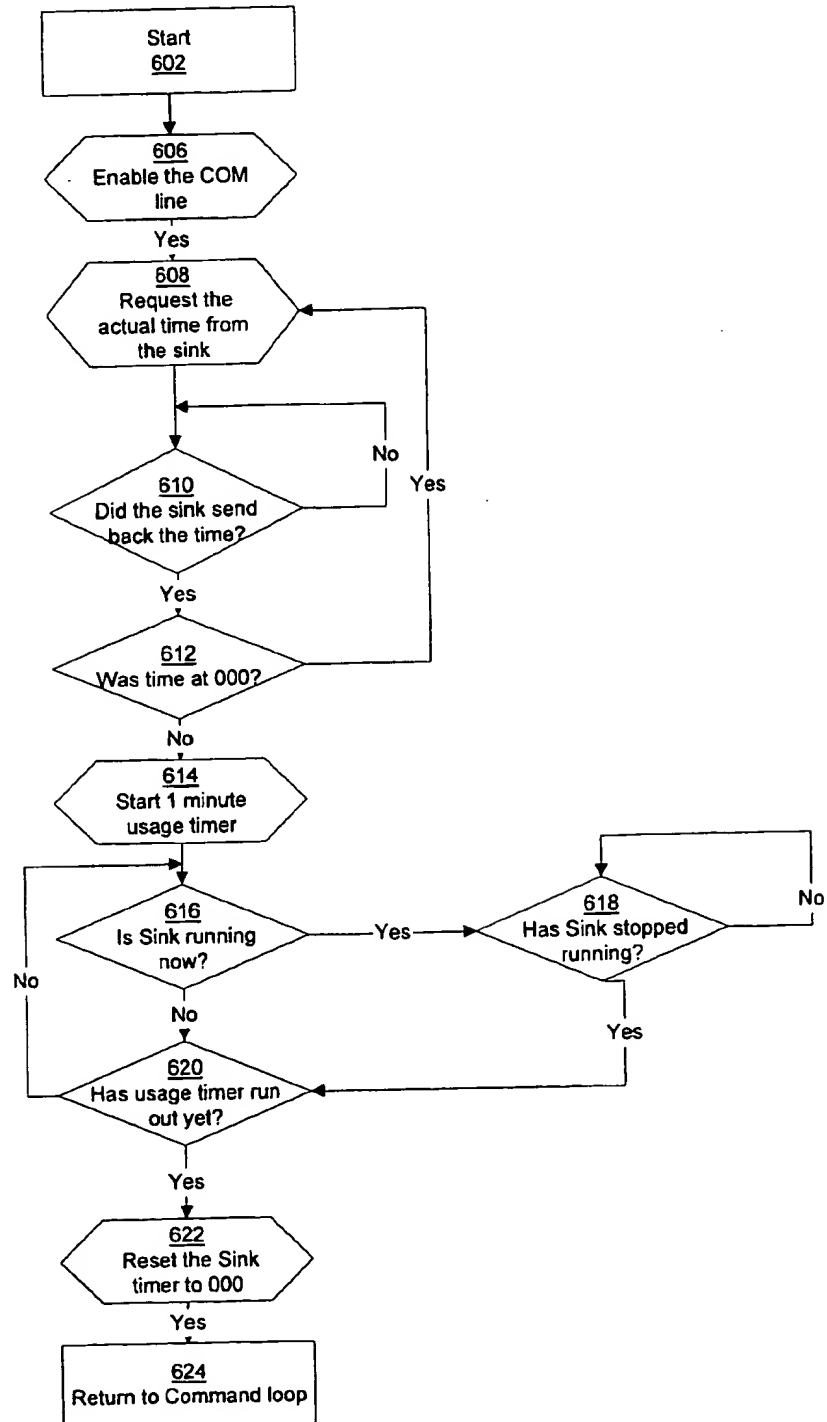 Start
602
606
Enable the COM
line
Yes
608
Request the
actual time from
the sink
No
Yes
610
Did the sink send
back the time?
Yes
612
Was time at 000?
No
614
Start 1 minute
usage timer
616
Is Sink running
now?
Yes
618
Has Sink stopped
running?
No
No
No
Yes
620
Has usage timer run
out yet?
Yes
622
Reset the Sink
timer to 000
Yes
624
Return to Command loop